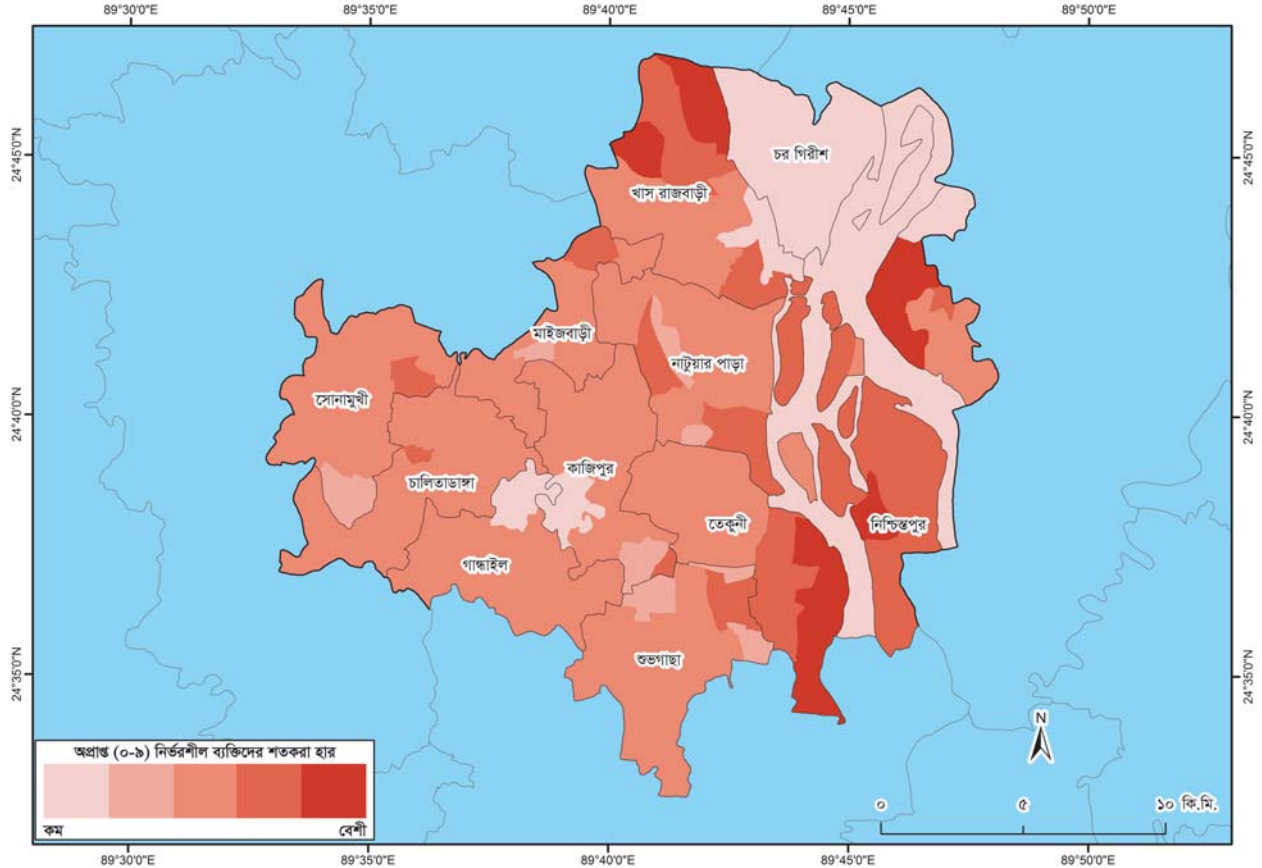 89°30'0"E 89°35'0"E 89°40'0"E 89°45'0"E 89°50'0"E
24°45'0"N
24°45'0"N
চর গিরীশ
খাস রাজবাড়ী
মাইজবাড়ী
নাটুয়ার পাড়া
সোনামুখী
24°40'0"N
24°40'0"N
কাজিপুর
চালিতাডাঙ্গা
তেকুনী
নিশ্চিন্তপুর
গান্ধাইল
শুভগাছা
24°35'0"N
24°35'0"N
N
অপ্রাপ্ত (০-৯) নির্ভরশীল ব্যক্তিদের শতকরা হার
কম বেশী
০ ৫ ১০ কি.মি.
89°30'0"E 89°35'0"E 89°40'0"E 89°45'0"E 89°50'0"E